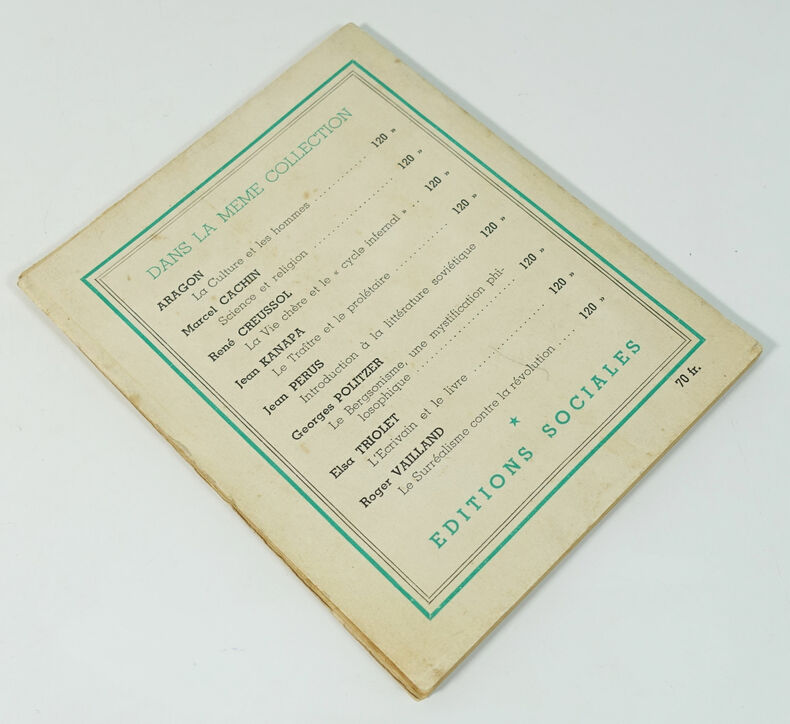 DANS LA MEME COLLECTION
ARAGON
La Culture et les hommes .......... 120 »
Marcel CACHIN
Science et religion .............. 120 »
René CREUSSOL
La Vie chère et le « cycle infernal » .. 120 »
Jean KANAPA
Le Traître et le prolétaire .......... 120 »
Jean PERUS
Introduction à la littérature soviétique 120 »
Georges POLITZER
Le Bergsonisme, une mystification phi-
losophique .................... 120 »
Elsa TRIOLET
L'Ecrivain et le livre .............. 120 »
Roger VAILLAND
Le Surréalisme contre la révolution .... 120 »
EDITIONS SOCIALES
70 fr.